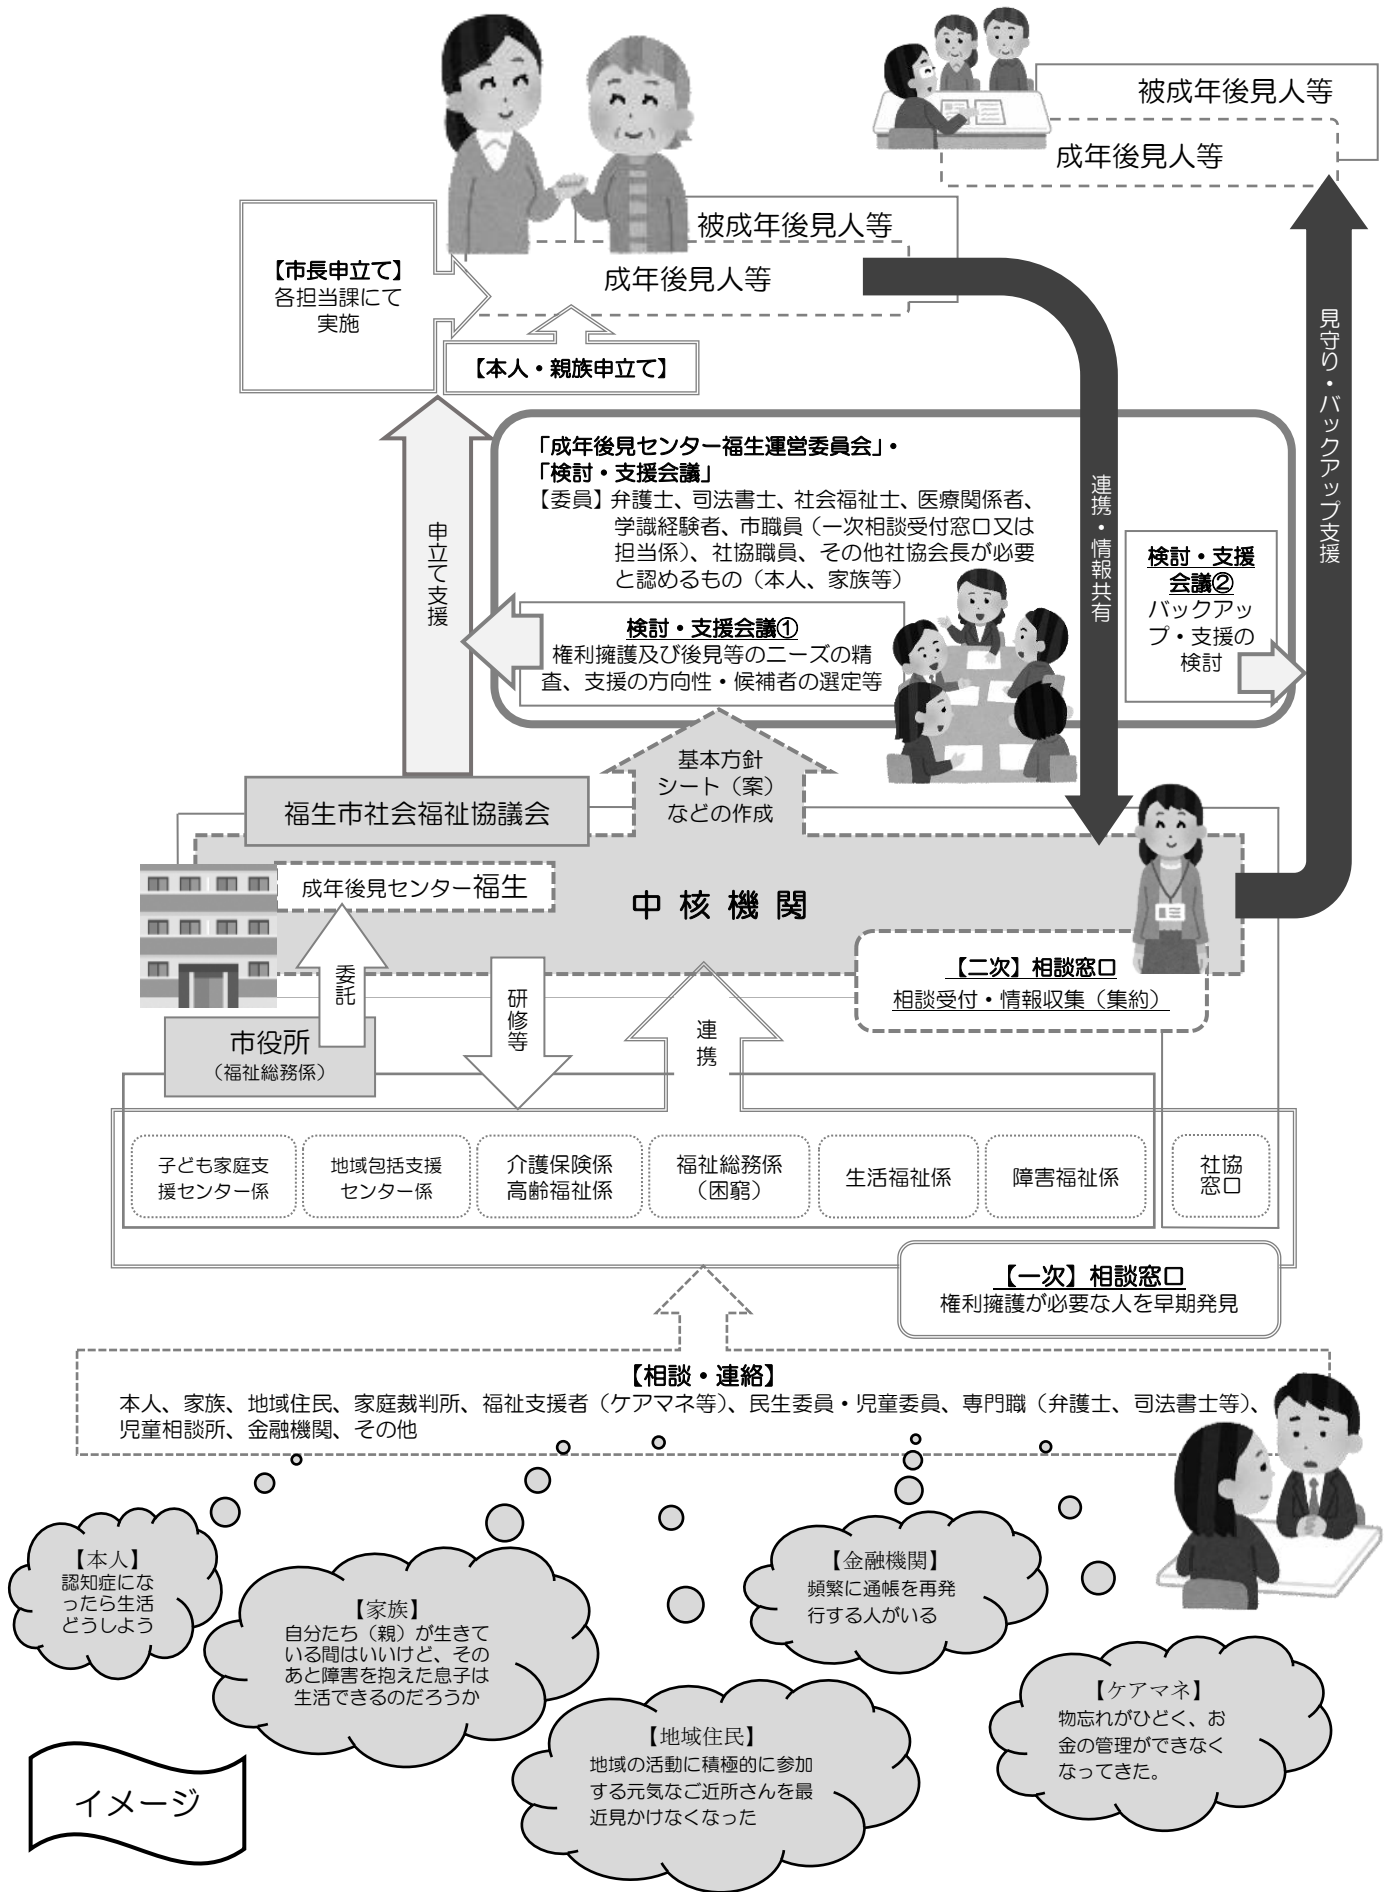 被成年後見人等
成年後見人等
被成年後見人等
成年後見人等
【市長申立て】
各担当課にて
実施
【本人・親族申立て】
見守り・バックアップ支援
連携・情報共有
申立て支援
「成年後見センター福生運営委員会」・
「検討・支援会議」
【委員】弁護士、司法書士、社会福祉士、医療関係者、
学識経験者、市職員（一次相談受付窓口又は
担当係）、社協職員、その他社協会長が必要
と認めるもの（本人、家族等）
検討・支援会議①
権利擁護及び後見等のニーズの精
査、支援の方向性・候補者の選定等
検討・支援
会議②
バックアッ
プ・支援の
検討
基本方針
シート（案）
などの作成
福生市社会福祉協議会
成年後見センター福生
中核機関
【二次】相談窓口
相談受付・情報収集（集約）
委託
研修等
連携
市役所
（福祉総務係）
子ども家庭支
援センター係
地域包括支援
センター係
介護保険係
高齢福祉係
福祉総務係
（困窮）
生活福祉係
障害福祉係
社協
窓口
【一次】相談窓口
権利擁護が必要な人を早期発見
【相談・連絡】
本人、家族、地域住民、家庭裁判所、福祉支援者（ケアマネ等）、民生委員・児童委員、専門職（弁護士、司法書士等）、
児童相談所、金融機関、その他
【本人】
認知症にな
ったら生活
どうしよう
【家族】
自分たち（親）が生きて
いる間はいいけど、その
あと障害を抱えた息子は
生活できるのだろうか
【金融機関】
頻繁に通帳を再発
行する人がいる
【地域住民】
地域の活動に積極的に参加
する元気なご近所さんを最
近見かけなくなった
【ケアマネ】
物忘れがひどく、お
金の管理ができなく
なってきた。
イメージ